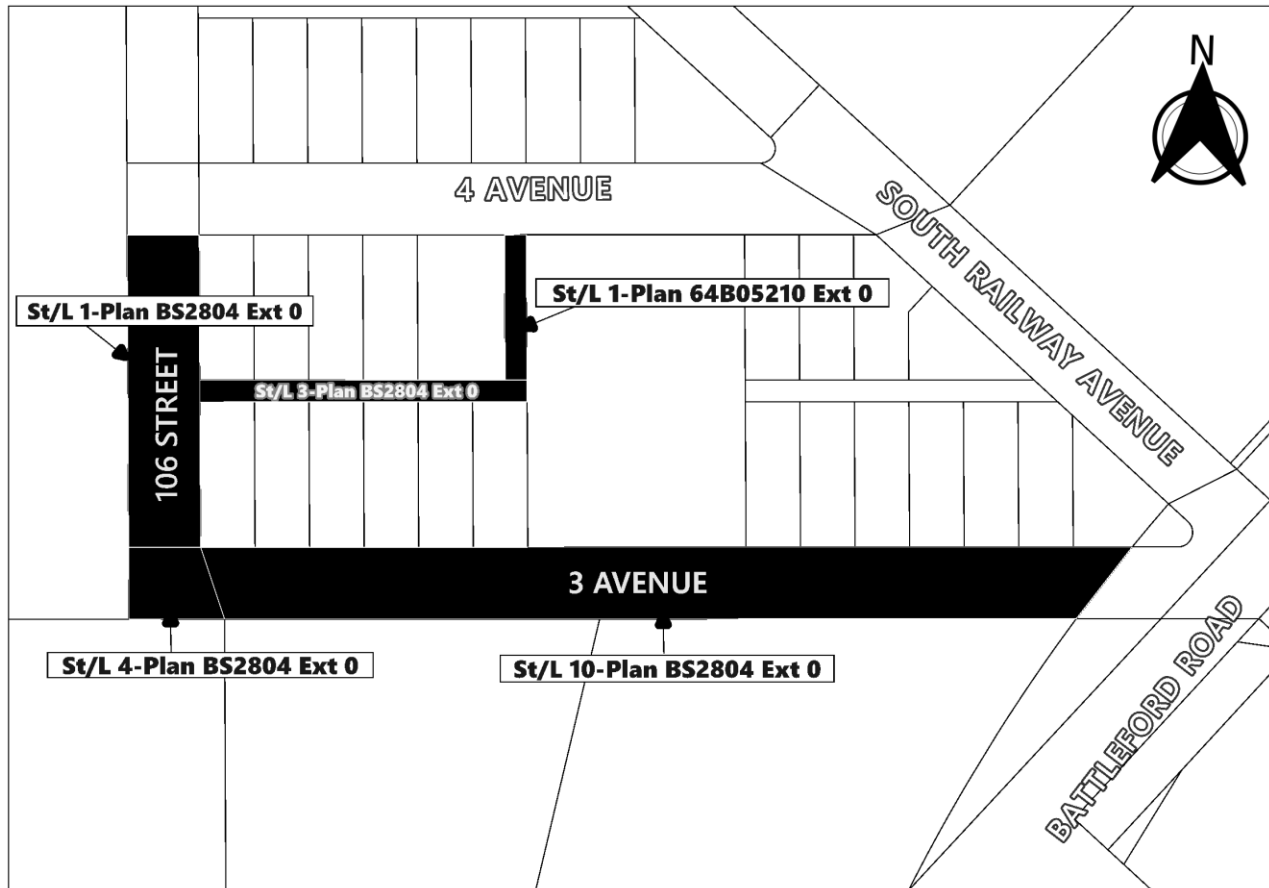 N
4 AVENUE
SOUTH RAILWAY AVENUE
St/L 1-Plan BS2804 Ext 0
St/L 1-Plan 64B05210 Ext 0
106 STREET
St/L 3-Plan BS2804 Ext 0
3 AVENUE
St/L 4-Plan BS2804 Ext 0
St/L 10-Plan BS2804 Ext 0
BATTLEFORD ROAD